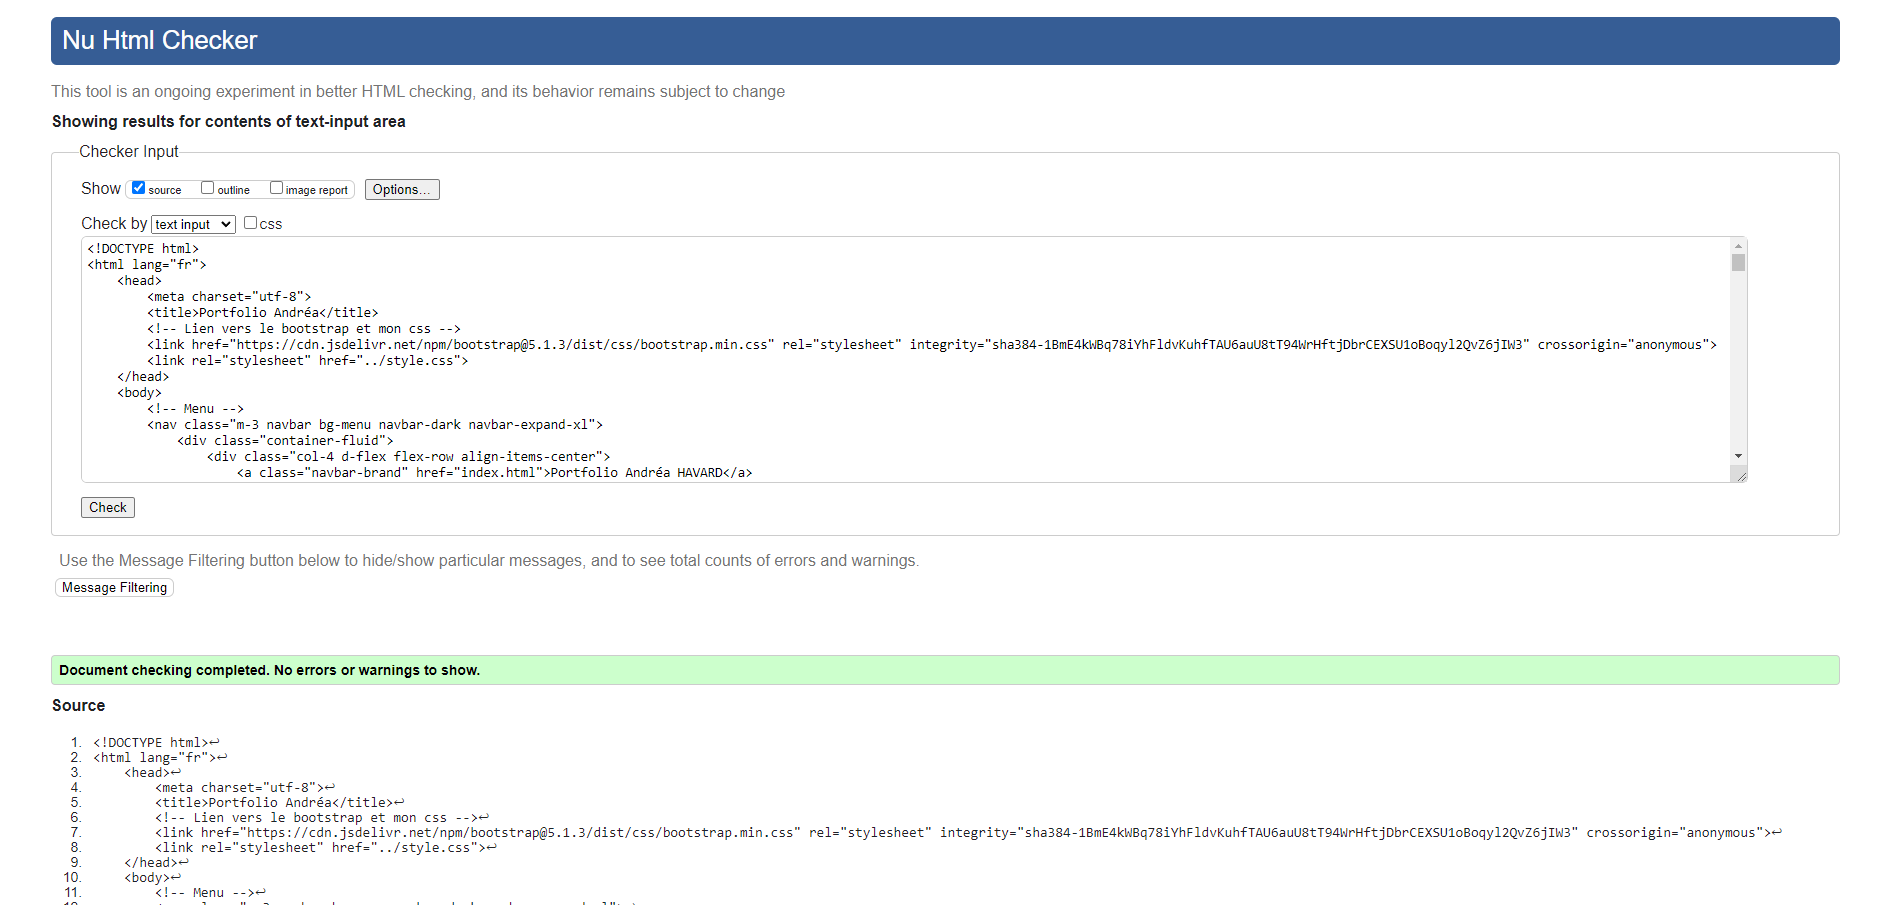 Nu Html Checker
This tool is an ongoing experiment in better HTML checking, and its behavior remains subject to change
Showing results for contents of text-input area
Checker Input
Show source outline image report Options...
Check by text input css
<!DOCTYPE html>
<html lang="fr">
    <head>
        <meta charset="utf-8">
        <title>Portfolio Andréa</title>
        <!-- Lien vers le bootstrap et mon css -->
        <link href="https://cdn.jsdelivr.net/npm/bootstrap@5.1.3/dist/css/bootstrap.min.css" rel="stylesheet" integrity="sha384-1BmE4kWBq78iYhFldvKuhfTAU6auU8tT94WrHftjDbrCEXSU1oBoqyl2QvZ6jIW3" crossorigin="anonymous">
        <link rel="stylesheet" href="../style.css">
    </head>
    <body>
        <!-- Menu -->
        <nav class="m-3 navbar bg-menu navbar-dark navbar-expand-xl">
            <div class="container-fluid">
                <div class="col-4 d-flex flex-row align-items-center">
                    <a class="navbar-brand" href="index.html">Portfolio Andréa HAVARD</a>
Check
Use the Message Filtering button below to hide/show particular messages, and to see total counts of errors and warnings.
Message Filtering
Document checking completed. No errors or warnings to show.
Source
1. <!DOCTYPE html>↩
2. <html lang="fr">↩
3.     <head>↩
4.         <meta charset="utf-8">↩
5.         <title>Portfolio Andréa</title>↩
6.         <!-- Lien vers le bootstrap et mon css -->↩
7.         <link href="https://cdn.jsdelivr.net/npm/bootstrap@5.1.3/dist/css/bootstrap.min.css" rel="stylesheet" integrity="sha384-1BmE4kWBq78iYhFldvKuhfTAU6auU8tT94WrHftjDbrCEXSU1oBoqyl2QvZ6jIW3" crossorigin="anonymous">↩
8.         <link rel="stylesheet" href="../style.css">↩
9.     </head>↩
10.     <body>↩
11.         <!-- Menu -->↩